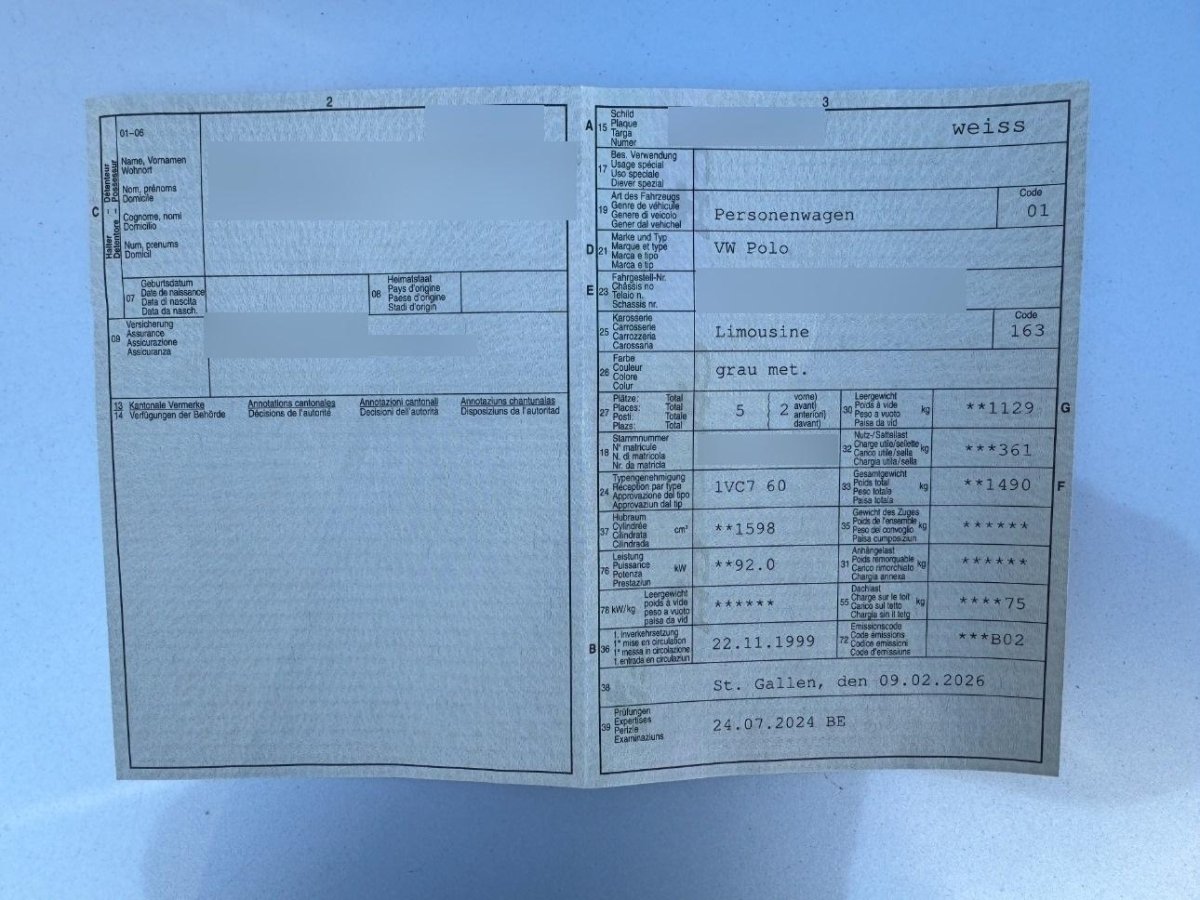 2
01–06
Halter – Détenteur
Detentore – Possessur
C
Name, Vornamen
Wohnort
Nom, prénoms
Domicile
Cognome, nomi
Domicilio
Num, prenums
Domicil
07
Geburtsdatum
Date de naissance
Data di nascita
Data da nasch.
08
Heimatstaat
Pays d'origine
Paese d'origine
Stadi d'origin
09
Versicherung
Assurance
Assicurazione
Assicuranza
13 Kantonale Vermerke Annotations cantonales Annotazioni cantonali Annotaziuns chantunalas
14 Verfügungen der Behörde Décisions de l'autorité Decisioni dell'autorità Disposiziuns de l'autoritad
3
A 15
Schild
Plaque
Targa
Numer
weiss
17
Bes. Verwendung
Usage spécial
Uso speciale
Diever spezial
19
Art des Fahrzeugs
Genre de véhicule
Genere di veicolo
Gener dal vehichel
Personenwagen
Code
01
D 21
Marke und Typ
Marque et type
Marca e tipo
Marca e tip
VW Polo
E 23
Fahrgestell-Nr.
Châssis no
Telaio n.
Schassis nr.
25
Karosserie
Carrosserie
Carrozzeria
Carossaria
Limousine
Code
163
26
Farbe
Couleur
Colore
Colur
grau met.
27
Plätze: Total
Places: Total
Posti: Totale
Plazs: Total
5
2
vorne)
avant)
anteriori)
davant)
30
Leergewicht
Poids à vide
Peso a vuoto
Paisa da vid
kg
**1129
G
18
Stammnummer
N° matricule
N. di matricola
Nr. da matricla
32
Nutz-/Sattellast
Charge utile/sellette
Carico utile/sella
Chargia utila/sella
kg
***361
24
Typengenehmigung
Réception par type
Approvazione del tipo
Approvaziun dal tip
1VC7 60
33
Gesamtgewicht
Poids total
Peso totale
Paisa totala
kg
**1490
F
37
Hubraum
Cylindrée
Cilindrata
Cilindrada
cm³
**1598
35
Gewicht des Zuges
Poids de l'ensemble
Peso del convoglio
Paisa cumposiziun
kg
******
76
Leistung
Puissance
Potenza
Prestaziun
kW
**92.0
31
Anhängelast
Poids remorquable
Carico rimorchiato
Chargia annexa
kg
******
78 kW/kg
Leergewicht
poids à vide
peso a vuoto
paisa da vid
******
55
Dachlast
Charge sur le toit
Carico sul tetto
Chargia sin il tetg
kg
****75
B 36
1. Inverkehrsetzung
1re mise en circulation
1a messa in circolazione
1. entrada en circulaziun
22.11.1999
72
Emissionscode
Code émissions
Codice emissioni
Code d'emissiuns
***B02
38
St. Gallen, den 09.02.2026
39
Prüfungen
Expertises
Perizie
Examinaziuns
24.07.2024 BE